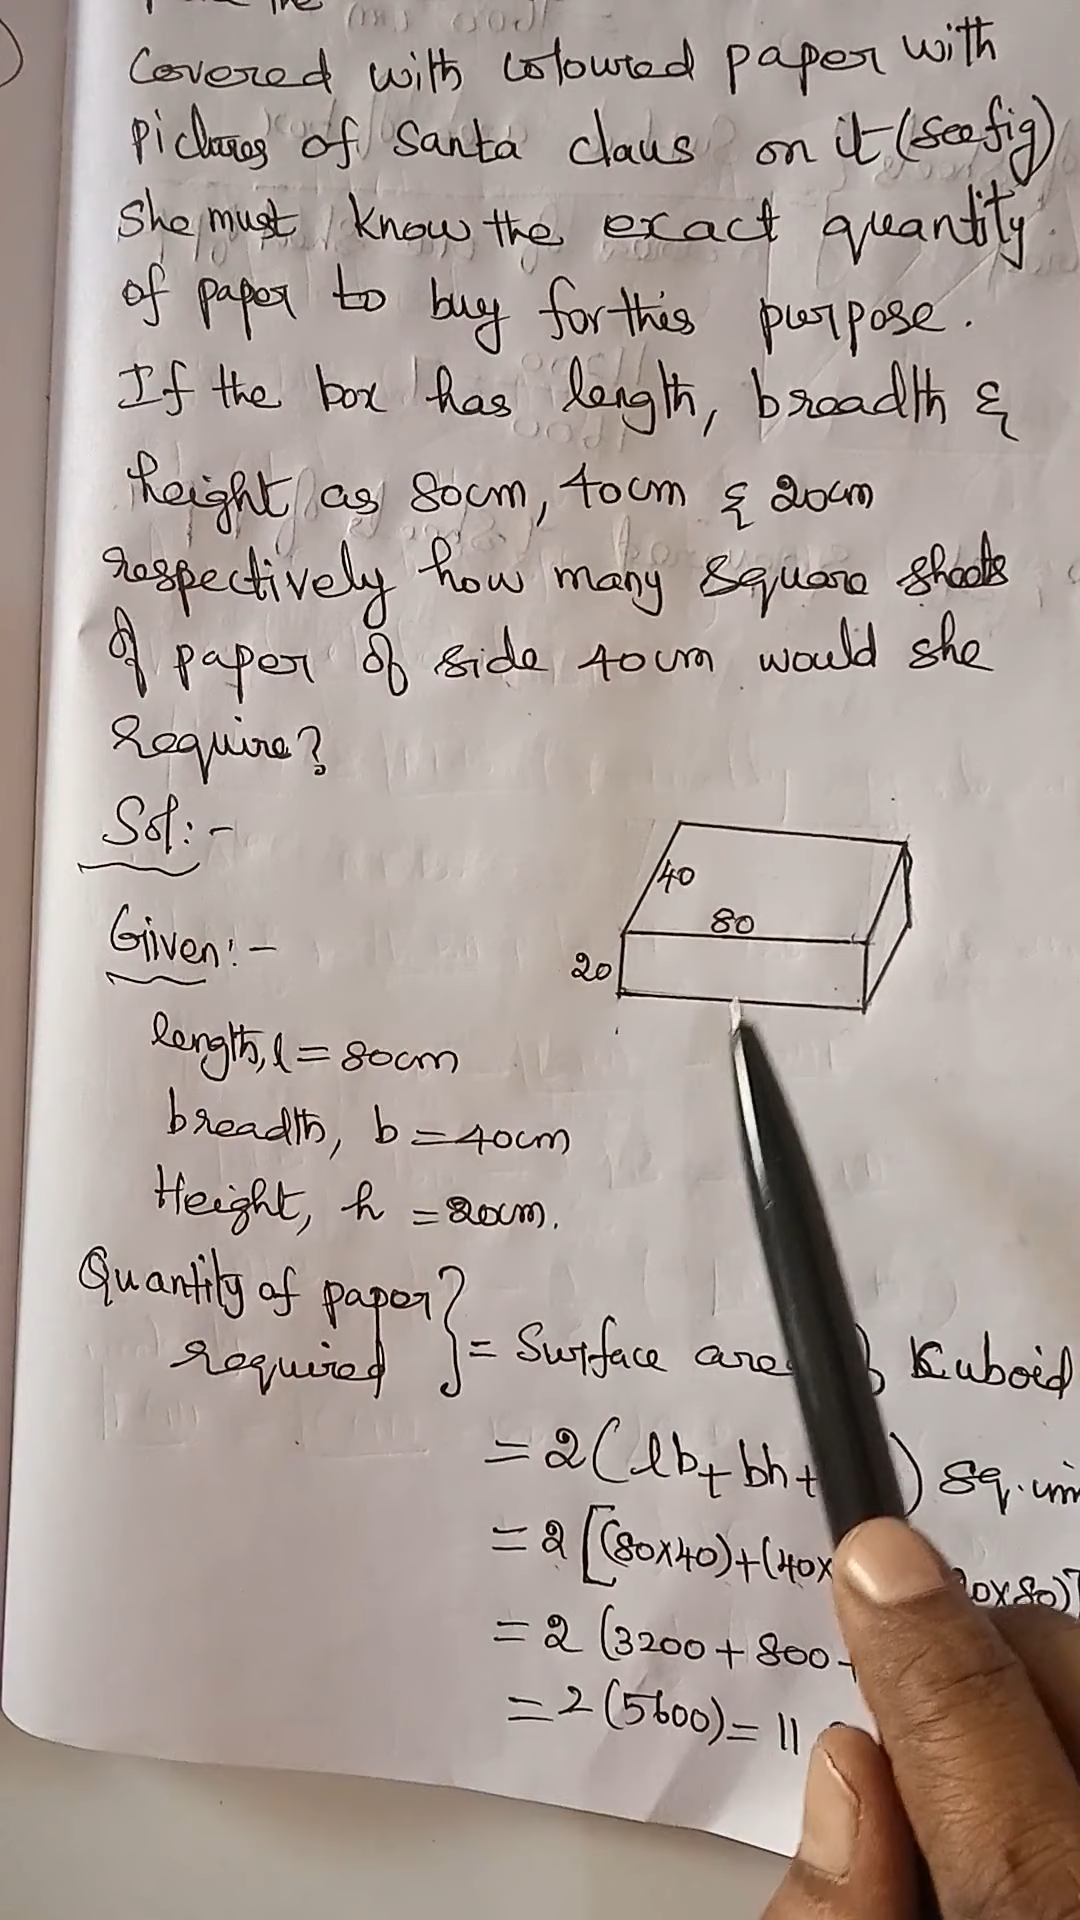 the
Covered with coloured paper with
pictures of Santa claus on it (see fig)
She must know the exact quantity
of paper to buy for this purpose.
If the box has length, breadth &
height as 80cm, 40cm & 20cm
respectively how many square sheets
of paper of side 40cm would she
require?
Sol:-
40
80
20
Given:-
length, l = 80cm
breadth, b = 40cm
Height, h = 20cm.
Quantity of paper
required } = Surface Cuboid
= 2(lb + bh + ) sq.
= 2[(80×40)+(40× 0×80)]
= 2(3200 + 800 +
= 2(5600) = 11